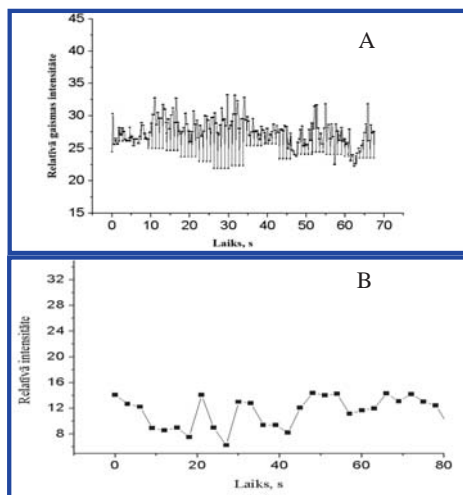 A
Relatīvā gaismas intensitāte
45
40
35
30
25
20
15
0 10 20 30 40 50 60 70
Laiks, s
B
Relatīvā intensitāte
32
28
24
20
16
12
8
0 20 40 60 80
Laiks, s